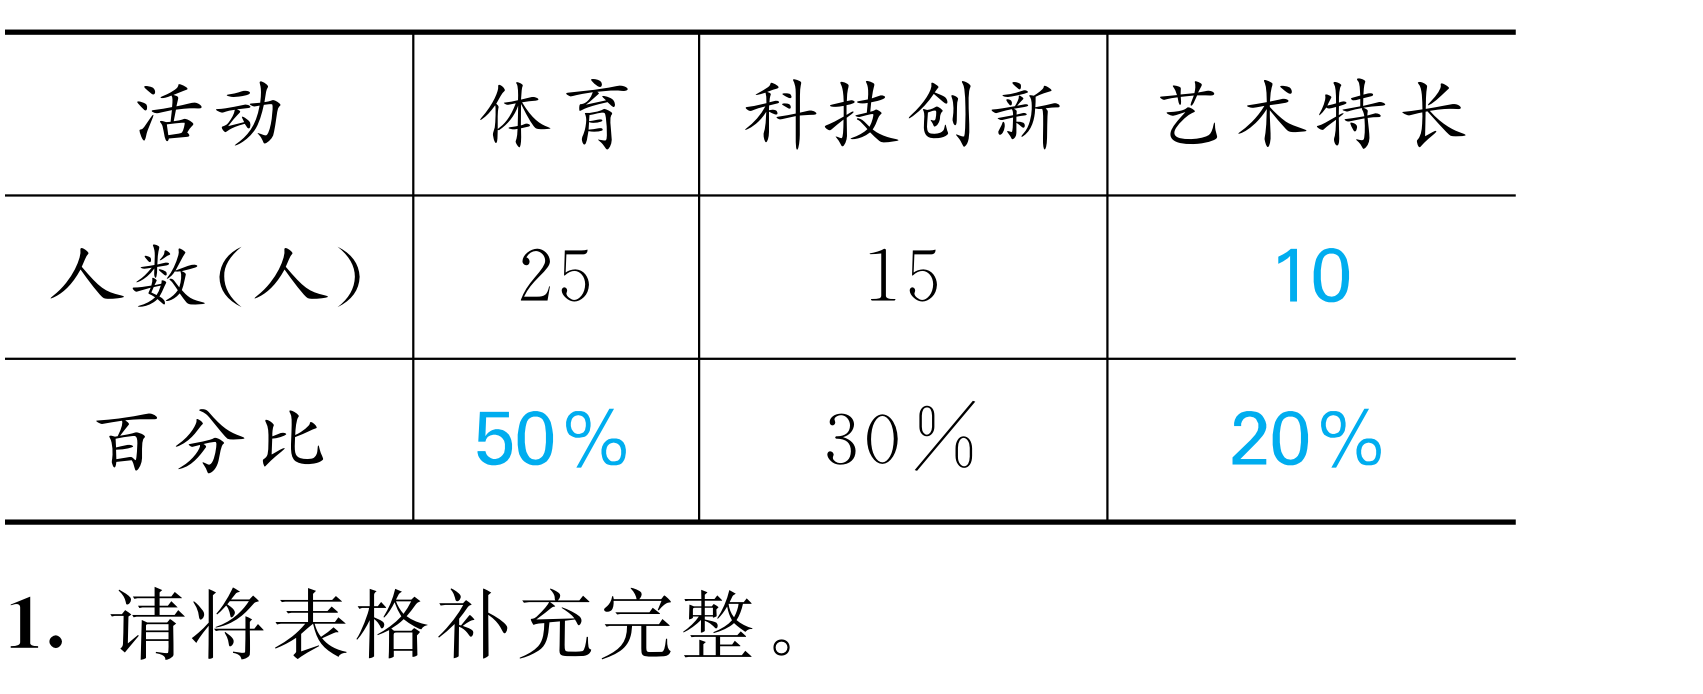 活动 体育 科技创新 艺术特长
人数(人) 25 15 10
百分比 50% 30% 20%
1. 请将表格补充完整。